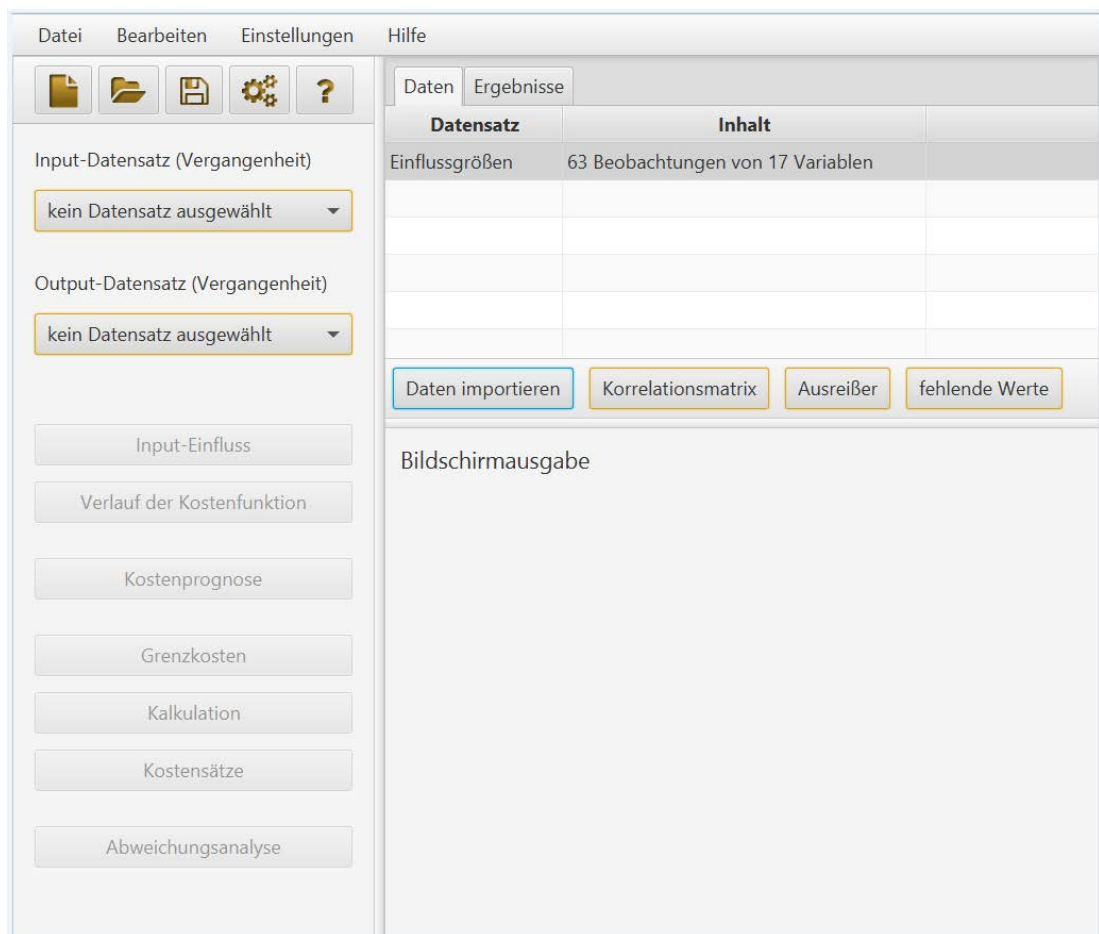 Datei Bearbeiten Einstellungen Hilfe
?
Input-Datensatz (Vergangenheit)
kein Datensatz ausgewählt
Output-Datensatz (Vergangenheit)
kein Datensatz ausgewählt
Input-Einfluss
Verlauf der Kostenfunktion
Kostenprognose
Grenzkosten
Kalkulation
Kostensätze
Abweichungsanalyse
Daten Ergebnisse
Datensatz Inhalt
Einflussgrößen 63 Beobachtungen von 17 Variablen
Daten importieren Korrelationsmatrix Ausreißer fehlende Werte
Bildschirmausgabe